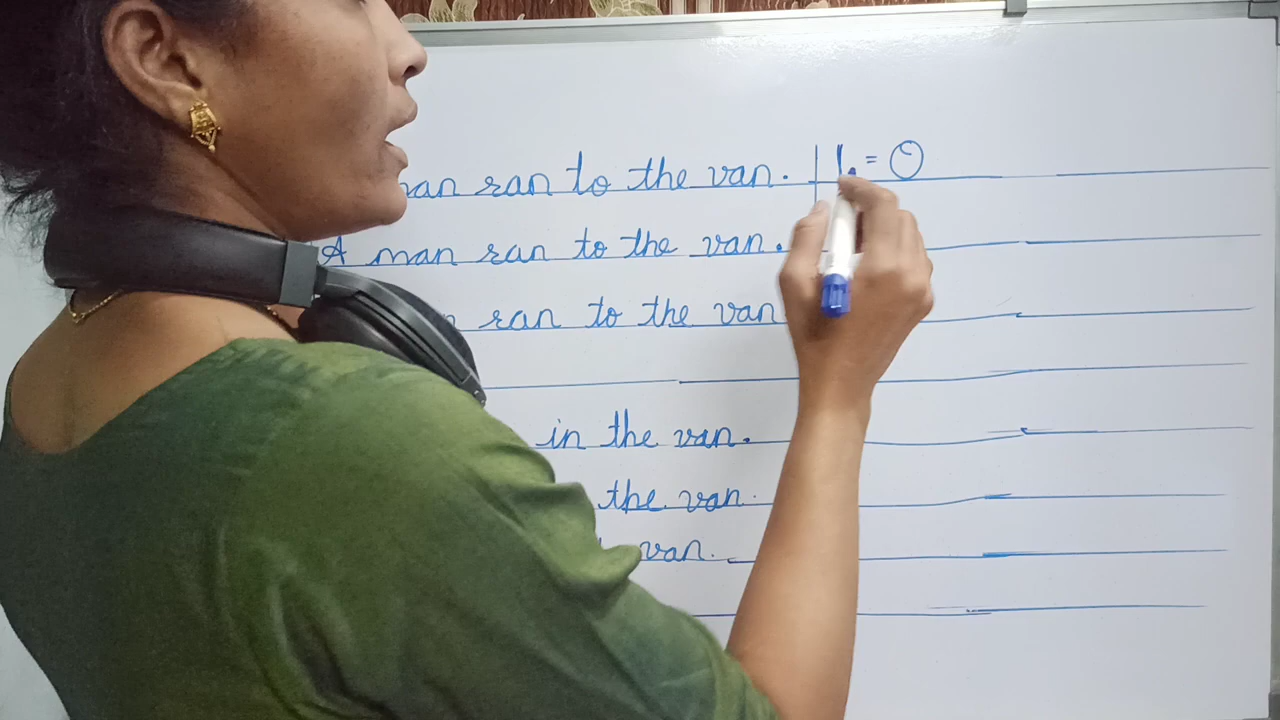 man ran to the van.
A man ran to the van.
ran to the van
in the van.
the van.
van.